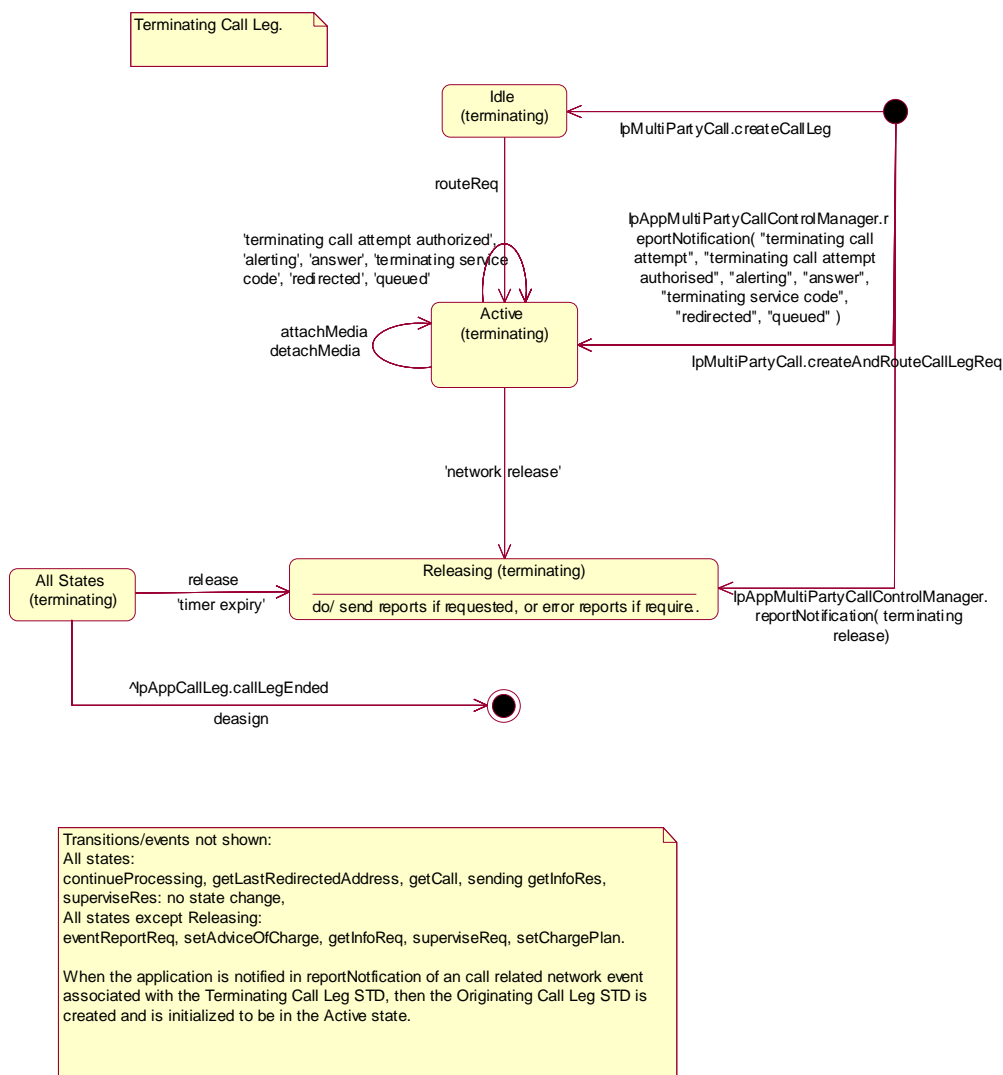 Terminating Call Leg.
Idle
(terminating)
IpMultiPartyCall.createCallLeg
routeReq
IpAppMultiPartyCallControlManager.r
eportNotification( "terminating call
attempt", "terminating call attempt
authorised", "alerting", "answer",
"terminating service code",
"redirected", "queued" )
'terminating call attempt authorized',
'alerting', 'answer', 'terminating service
code', 'redirected', 'queued'
Active
(terminating)
attachMedia
detachMedia
IpMultiPartyCall.createAndRouteCallLegReq
'network release'
All States
(terminating)
release
'timer expiry'
Releasing (terminating)
do/ send reports if requested, or error reports if require..
IpAppMultiPartyCallControlManager.
reportNotification( terminating
release)
^IpAppCallLeg.callLegEnded
deasign
Transitions/events not shown:
All states:
continueProcessing, getLastRedirectedAddress, getCall, sending getInfoRes,
superviseRes: no state change,
All states except Releasing:
eventReportReq, setAdviceOfCharge, getInfoReq, superviseReq, setChargePlan.
When the application is notified in reportNotfication of an call related network event
associated with the Terminating Call Leg STD, then the Originating Call Leg STD is
created and is initialized to be in the Active state.